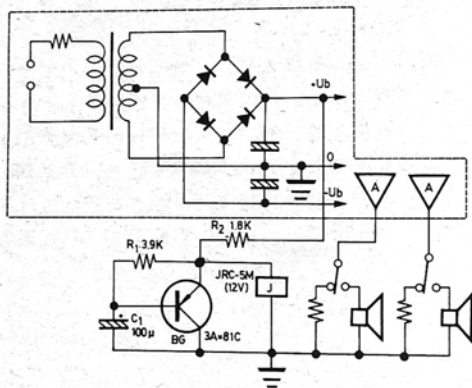 +Ub
0
-Ub
A
A
R2 1,8K
R1 3,9K
JRC-5M
(12V)
J
+
C1
100µ
BG
3A=81C